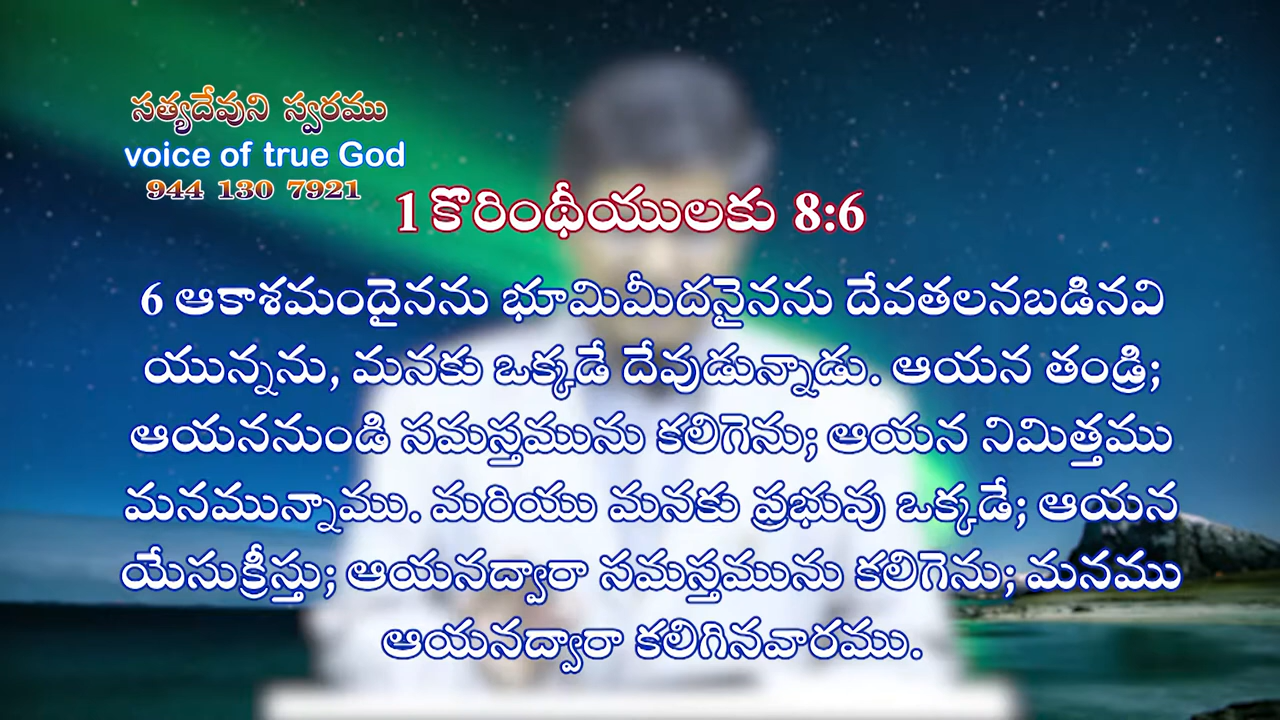 సత్యదేవుని స్వరము
voice of true God
944 130 7921
1 కొరింథీయులకు 8:6
6 ఆకాశమందైనను భూమిమీదనైనను దేవతలనబడినవి
యున్నను, మనకు ఒక్కడే దేవుడున్నాడు. ఆయన తండ్రి;
ఆయననుండి సమస్తమును కలిగెను; ఆయన నిమిత్తము
మనమున్నాము. మరియు మనకు ప్రభువు ఒక్కడే; ఆయన
యేసుక్రీస్తు; ఆయనద్వారా సమస్తమును కలిగెను; మనము
ఆయనద్వారా కలిగినవారము.